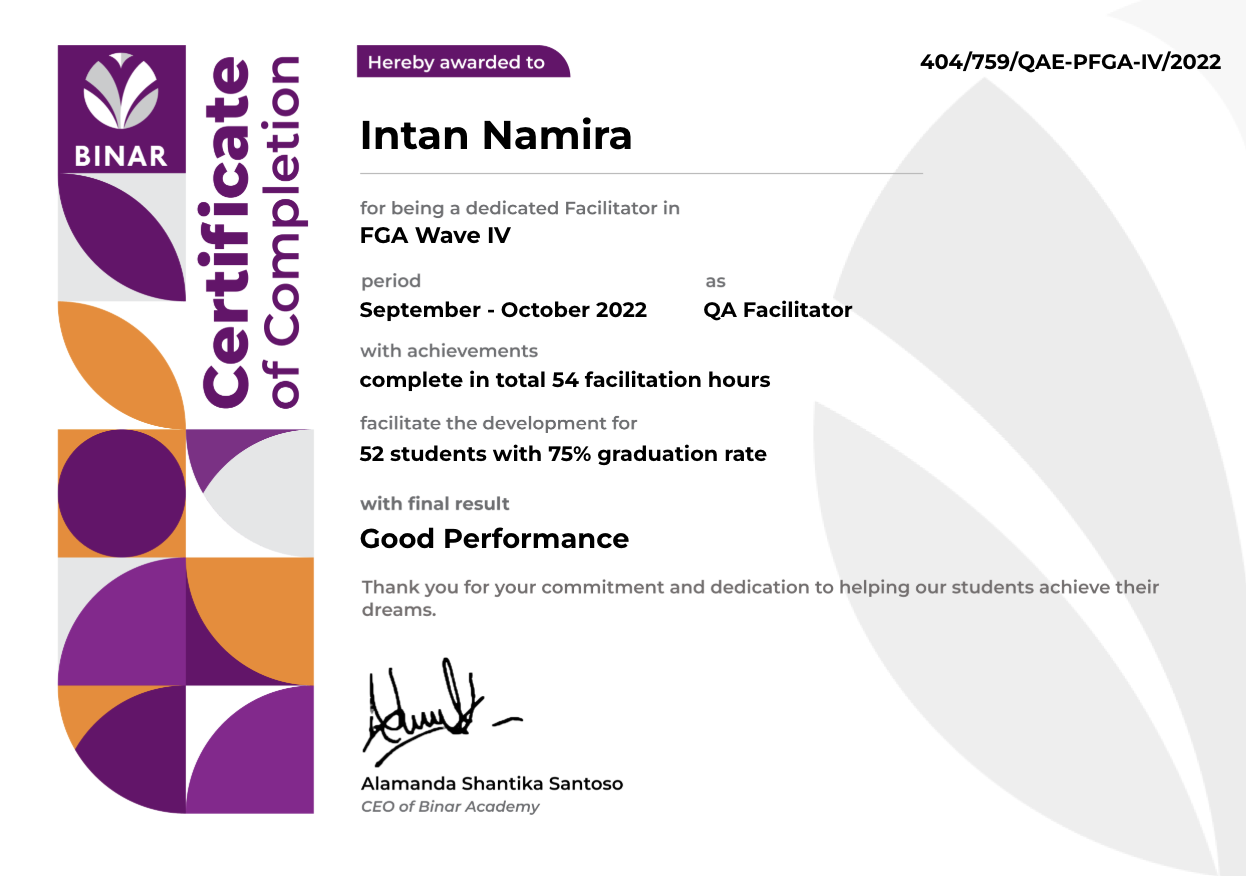 BINAR
Certificate
of Completion
Hereby awarded to
404/759/QAE-PFGA-IV/2022
Intan Namira
for being a dedicated Facilitator in
FGA Wave IV
period
as
September - October 2022
QA Facilitator
with achievements
complete in total 54 facilitation hours
facilitate the development for
52 students with 75% graduation rate
with final result
Good Performance
Thank you for your commitment and dedication to helping our students achieve their
dreams.
Alamanda Shantika Santoso
CEO of Binar Academy